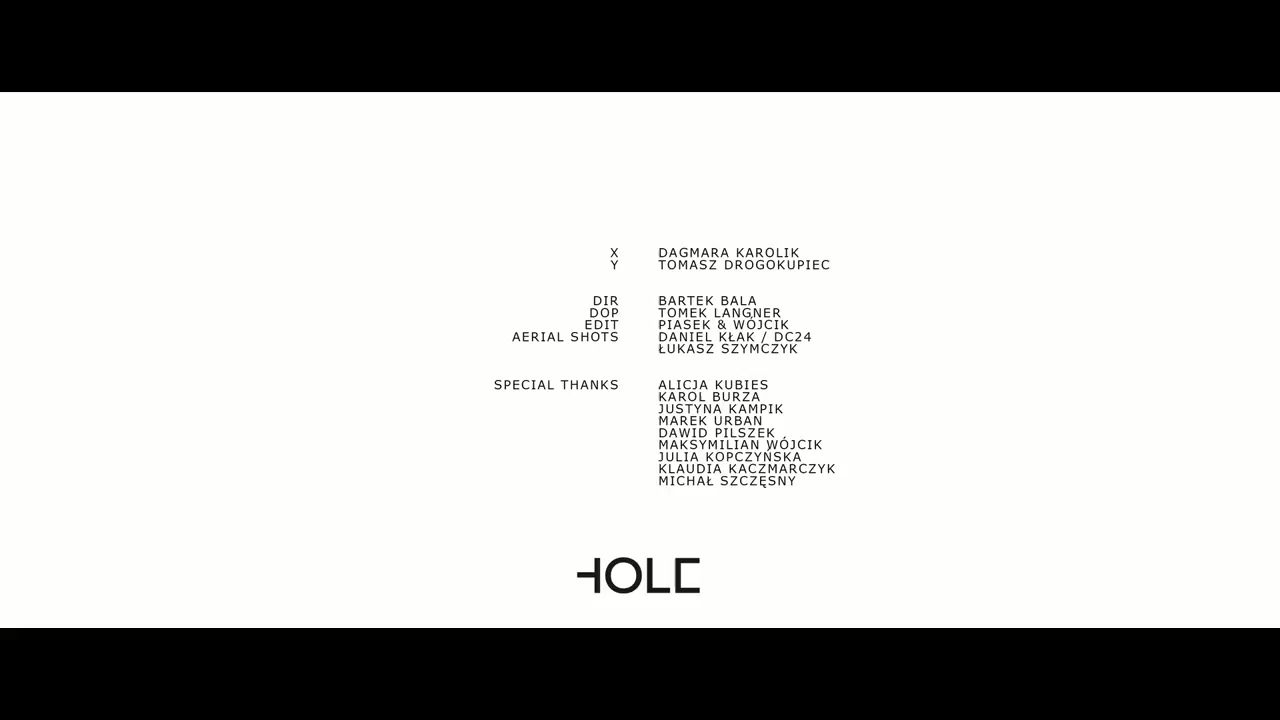 X DAGMARA KAROLIK
Y TOMASZ DROGOKUPIEC
DIR BARTEK BALA
DOP TOMEK LANGNER
EDIT PIASEK & WÓJCIK
AERIAL SHOTS DANIEL KŁAK / DC24
ŁUKASZ SZYMCZYK
SPECIAL THANKS ALICJA KUBIES
KAROL BURZA
JUSTYNA KAMPIK
MAREK URBAN
DAWID PILSZEK
MAKSYMILIAN WÓJCIK
JULIA KOPCZYŃSKA
KLAUDIA KACZMARCZYK
MICHAŁ SZCZĘSNY
HOLE